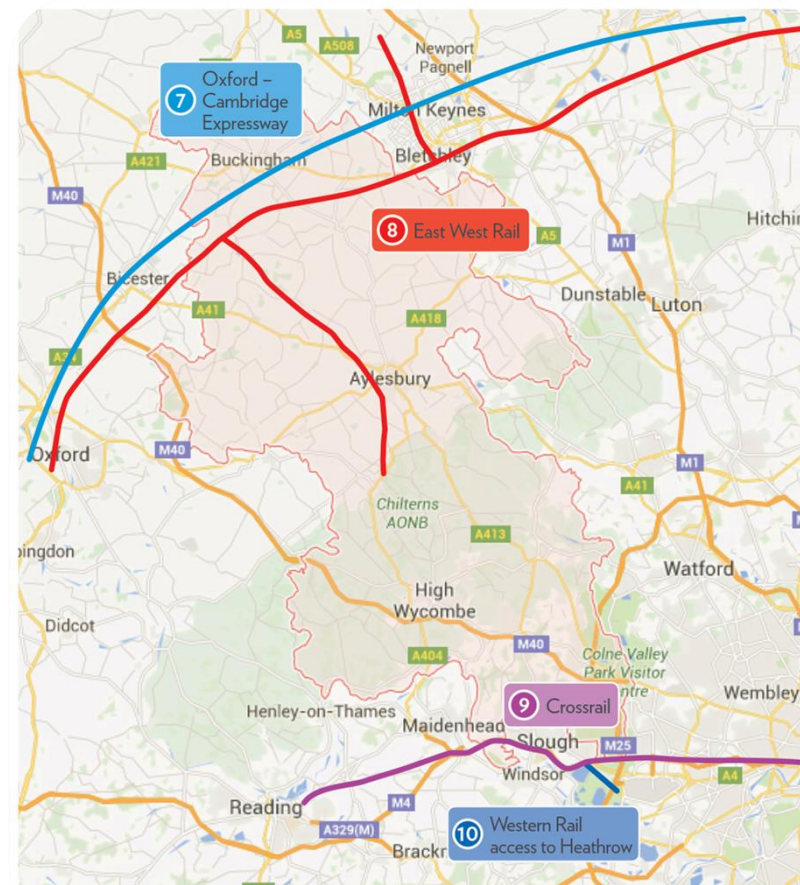 A5
A508
Newport
Pagnell
7
Oxford –
Cambridge
Expressway
Milton Keynes
Bletchley
A421
Buckingham
M40
8
East West Rail
A5
M1
Hitchin
Bicester
Dunstable
Luton
A41
A418
A34
Aylesbury
Oxford
M40
M1
A41
Chilterns
AONB
A413
bingdon
Watford
High
Wycombe
Didcot
M40
A404
Colne Valley
Park Visitor
entre
Wembley
9
Crossrail
Henley-on-Thames
Maidenhead
Slough
M25
Windsor
A4
Reading
M4
A329(M)
10
Western Rail
access to Heathrow
Brackr